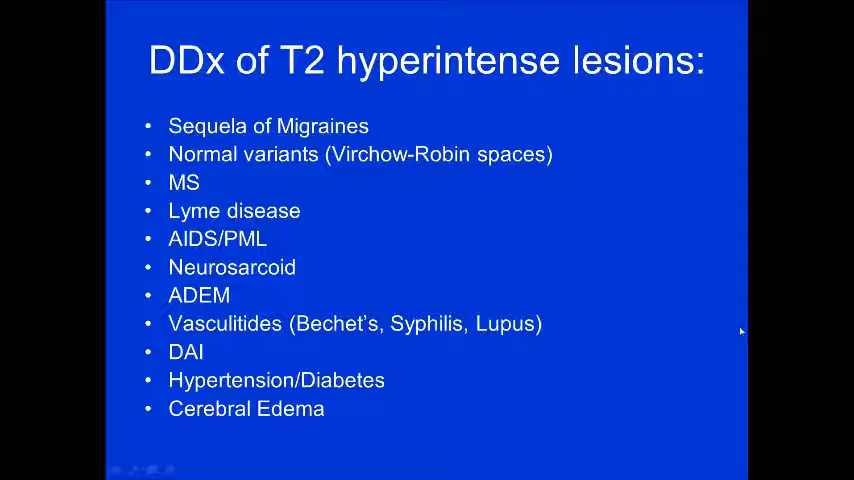 DDx of T2 hyperintense lesions:
• Sequela of Migraines
• Normal variants (Virchow-Robin spaces)
• MS
• Lyme disease
• AIDS/PML
• Neurosarcoid
• ADEM
• Vasculitides (Bechet's, Syphilis, Lupus)
• DAI
• Hypertension/Diabetes
• Cerebral Edema